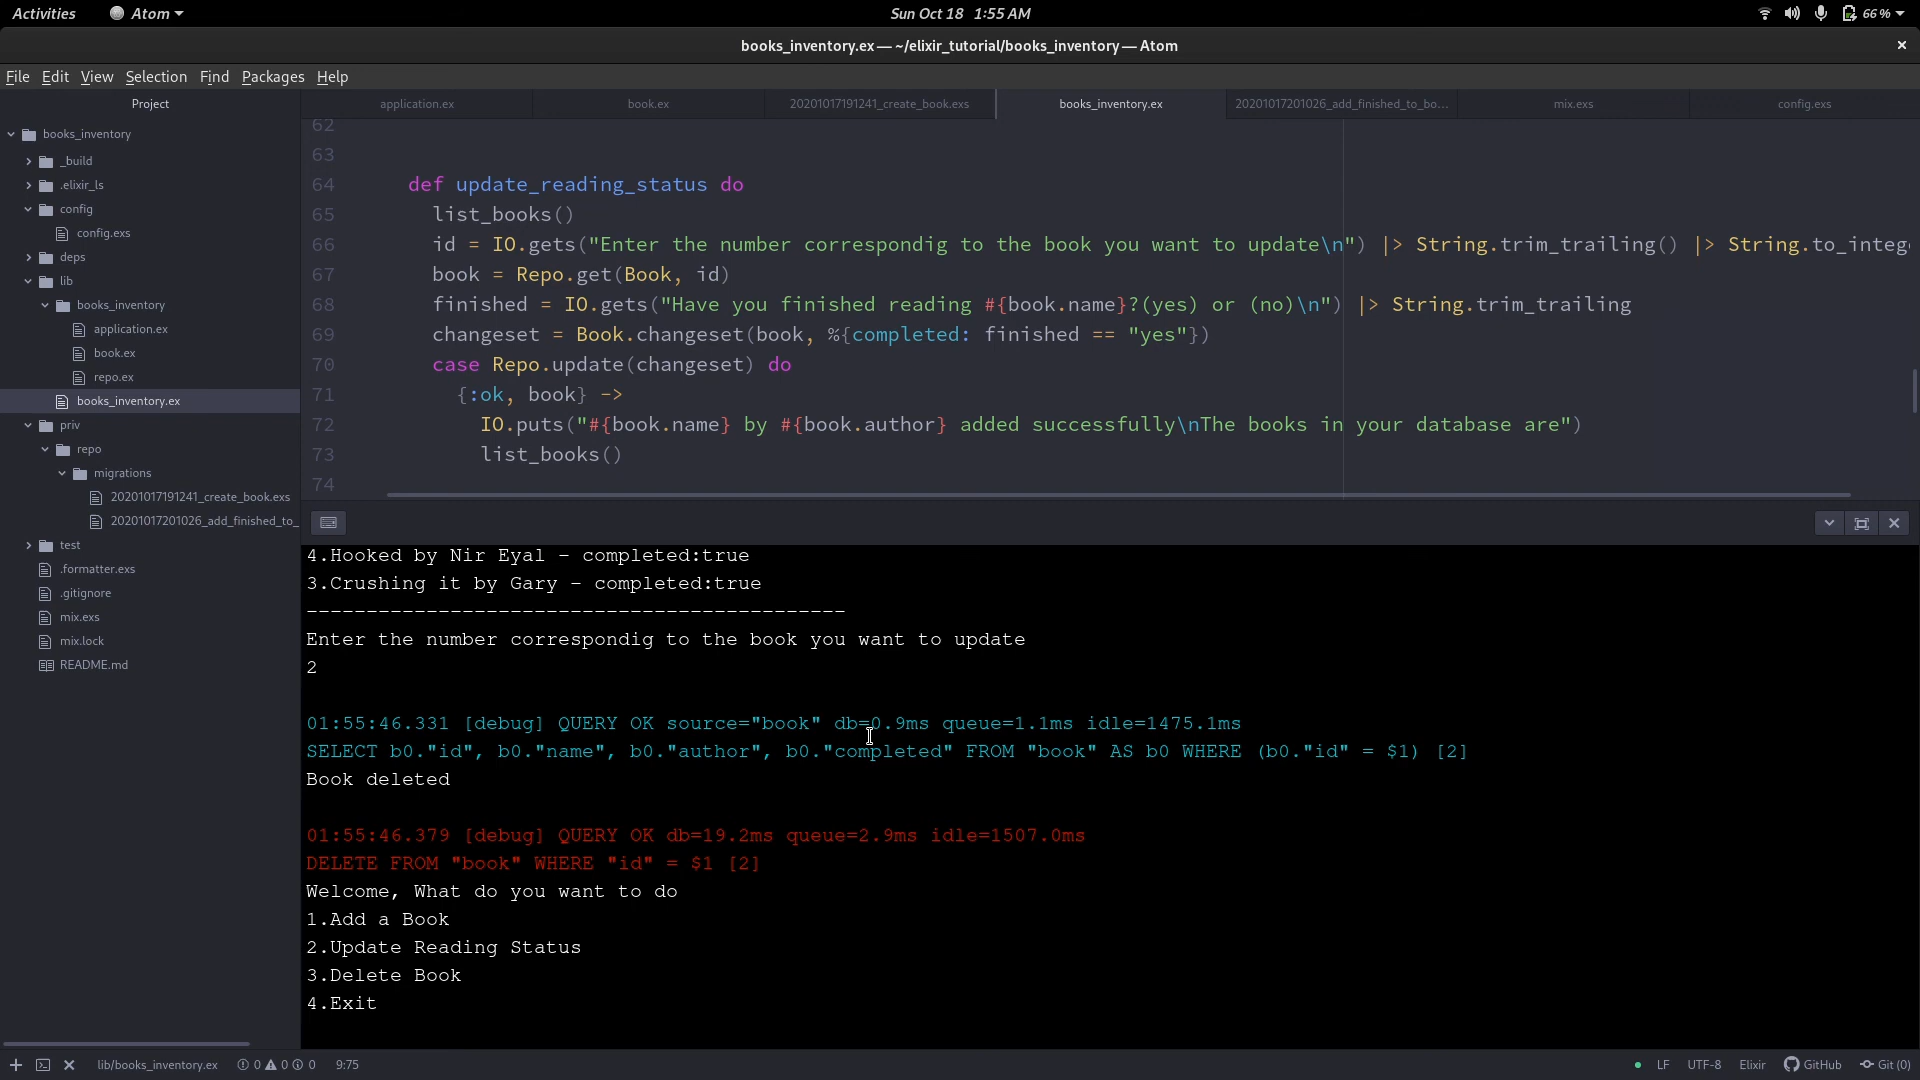 Activities Atom Sun Oct 18 1:55 AM 66 %
books_inventory.ex — ~/elixir_tutorial/books_inventory — Atom
File Edit View Selection Find Packages Help
Project
books_inventory
_build
.elixir_ls
config
config.exs
deps
lib
books_inventory
application.ex
book.ex
repo.ex
books_inventory.ex
priv
repo
migrations
20201017191241_create_book.exs
20201017201026_add_finished_to_
test
.formatter.exs
.gitignore
mix.exs
mix.lock
README.md
application.ex book.ex 20201017191241_create_book.exs books_inventory.ex 20201017201026_add_finished_to_bo... mix.exs config.exs
62
63
64 def update_reading_status do
65 list_books()
66 id = IO.gets("Enter the number correspondig to the book you want to update\n") |> String.trim_trailing() |> String.to_integ
67 book = Repo.get(Book, id)
68 finished = IO.gets("Have you finished reading #{book.name}?(yes) or (no)\n") |> String.trim_trailing
69 changeset = Book.changeset(book, %{completed: finished == "yes"})
70 case Repo.update(changeset) do
71 {:ok, book} ->
72 IO.puts("#{book.name} by #{book.author} added successfully\nThe books in your database are")
73 list_books()
74
4.Hooked by Nir Eyal - completed:true
3.Crushing it by Gary - completed:true
---------------------------------------------
Enter the number correspondig to the book you want to update
2
01:55:46.331 [debug] QUERY OK source="book" db=0.9ms queue=1.1ms idle=1475.1ms
SELECT b0."id", b0."name", b0."author", b0."completed" FROM "book" AS b0 WHERE (b0."id" = $1) [2]
Book deleted
01:55:46.379 [debug] QUERY OK db=19.2ms queue=2.9ms idle=1507.0ms
DELETE FROM "book" WHERE "id" = $1 [2]
Welcome, What do you want to do
1.Add a Book
2.Update Reading Status
3.Delete Book
4.Exit
lib/books_inventory.ex 0 0 0 9:75 LF UTF-8 Elixir GitHub Git (0)